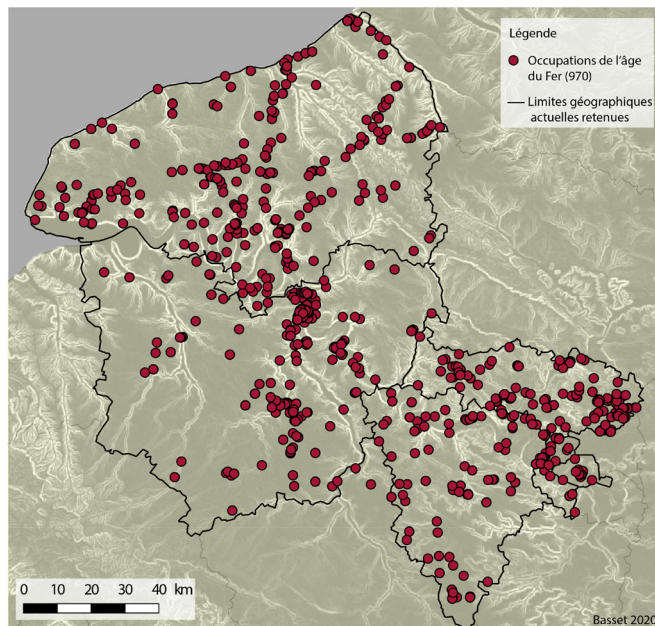 Légende
Occupations de l'âge
du Fer (970)
Limites géographiques
actuelles retenues
0 10 20 30 40 km
Basset 2020